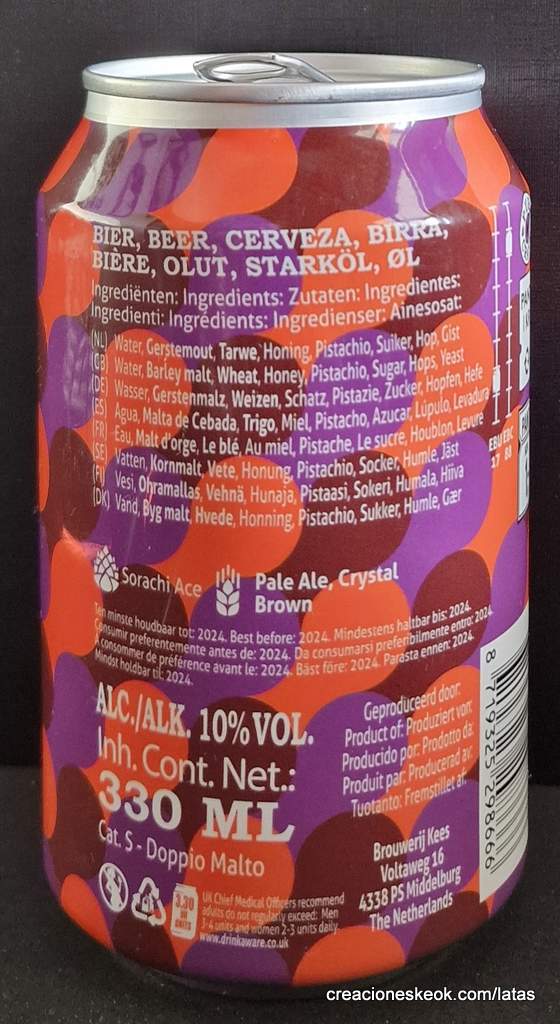 BIER, BEER, CERVEZA, BIRRA,
BIÈRE, OLUT, STARKÖL, ØL
Ingrediënten: Ingredients: Zutaten: Ingredientes:
Ingredienti: Ingrédients: Ingredienser: Ainesosat:
(NL) Water, Gerstemout, Tarwe, Honing, Pistachio, Suiker, Hop, Gist
(GB) Water, Barley malt, Wheat, Honey, Pistachio, Sugar, Hops, Yeast
(DE) Wasser, Gerstenmalz, Weizen, Schatz, Pistazie, Zucker, Hopfen, Hefe
(ES) Agua, Malta de Cebada, Trigo, Miel, Pistacho, Azucar, Lúpulo, Levadura
(FR) Eau, Malt d'orge, Le blé, Au miel, Pistache, Le sucre, Houblon, Levure
(SE) Vatten, Kornmalt, Vete, Honung, Pistachio, Socker, Humle, Jäst
(FI) Vesi, Ohramallas, Vehnä, Hunaja, Pistaasi, Sokeri, Humala, Hiiva
(DK) Vand, Byg malt, Hvede, Honning, Pistachio, Sukker, Humle, Gær
EBU EBC
17 88
Sorachi Ace
Pale Ale, Crystal
Brown
Ten minste houdbaar tot: 2024. Best before: 2024. Mindestens haltbar bis: 2024.
Consumir preferentemente antes de: 2024. Da consumarsi preferibilmente entro: 2024.
A consommer de préférence avant le: 2024. Bäst före: 2024. Parasta ennen: 2024.
Mindst holdbar til: 2024.
ALC./ALK. 10% VOL.
Inh. Cont. Net.:
330 ML
Cat. S - Doppio Malto
Geproduceerd door:
Product of: Produziert von:
Producido por: Prodotto da:
Produit par: Producerad av:
Tuotanto: Fremstillet af:
Brouwerij Kees
Voltaweg 16
4338 PS Middelburg
The Netherlands
8 719325 298666
3.30
UK
UNITS
UK Chief Medical Officers recommend
adults do not regularly exceed: Men
3-4 units and women 2-3 units daily.
www.drinkaware.co.uk
creacioneskeok.com/latas